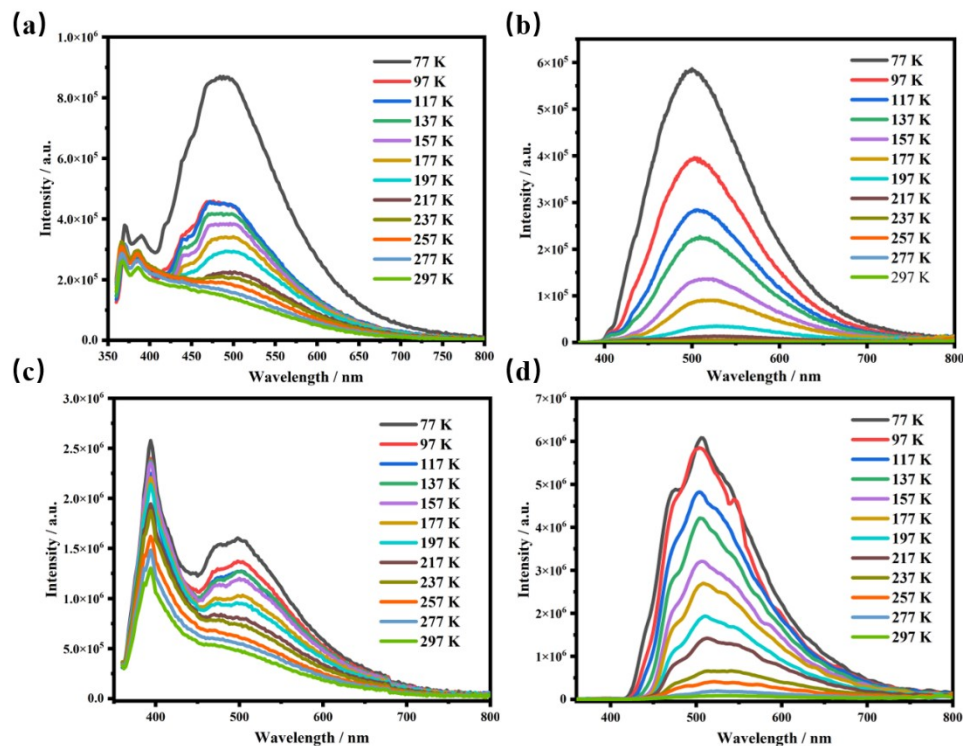 (a)
1.0×10⁶
8.0×10⁵
6.0×10⁵
4.0×10⁵
2.0×10⁵
0.0
Intensity / a.u.
350 400 450 500 550 600 650 700 750 800
Wavelength / nm
77 K
97 K
117 K
137 K
157 K
177 K
197 K
217 K
237 K
257 K
277 K
297 K
(b)
6×10⁵
5×10⁵
4×10⁵
3×10⁵
2×10⁵
1×10⁵
0
Intensity / a.u.
400 500 600 700 800
Wavelength / nm
77 K
97 K
117 K
137 K
157 K
177 K
197 K
217 K
237 K
257 K
277 K
297 K
(c)
3.0×10⁶
2.5×10⁶
2.0×10⁶
1.5×10⁶
1.0×10⁶
5.0×10⁵
0.0
Intensity / a.u.
400 500 600 700 800
Wavelength / nm
77 K
97 K
117 K
137 K
157 K
177 K
197 K
217 K
237 K
257 K
277 K
297 K
(d)
7×10⁶
6×10⁶
5×10⁶
4×10⁶
3×10⁶
2×10⁶
1×10⁶
0
Intensity / a.u.
400 500 600 700 800
Wavelength / nm
77 K
97 K
117 K
137 K
157 K
177 K
197 K
217 K
237 K
257 K
277 K
297 K